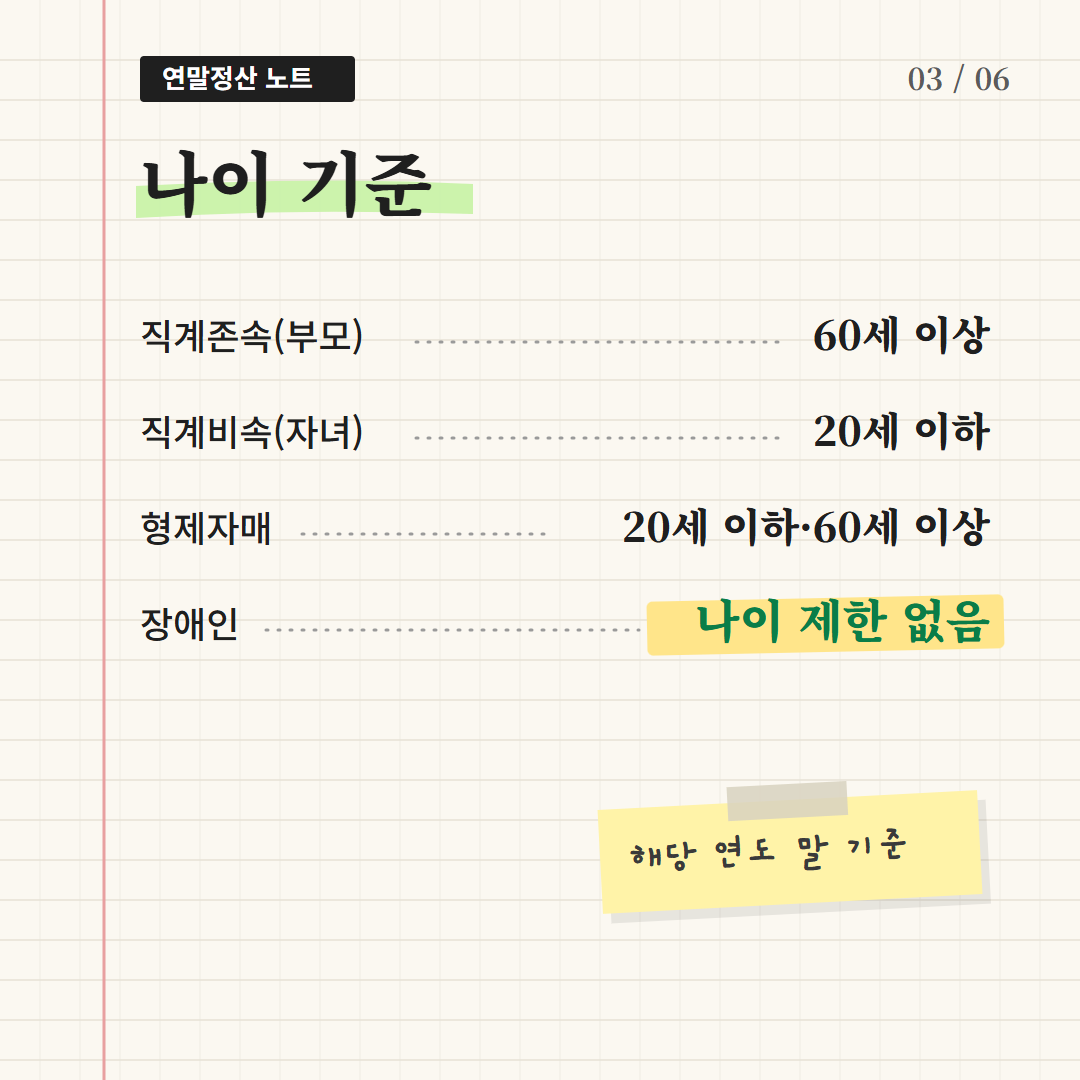 연말정산 노트
03 / 06
나이 기준
직계존속(부모) 60세 이상
직계비속(자녀) 20세 이하
형제자매 20세 이하·60세 이상
장애인 나이 제한 없음
해당 연도 말 기준